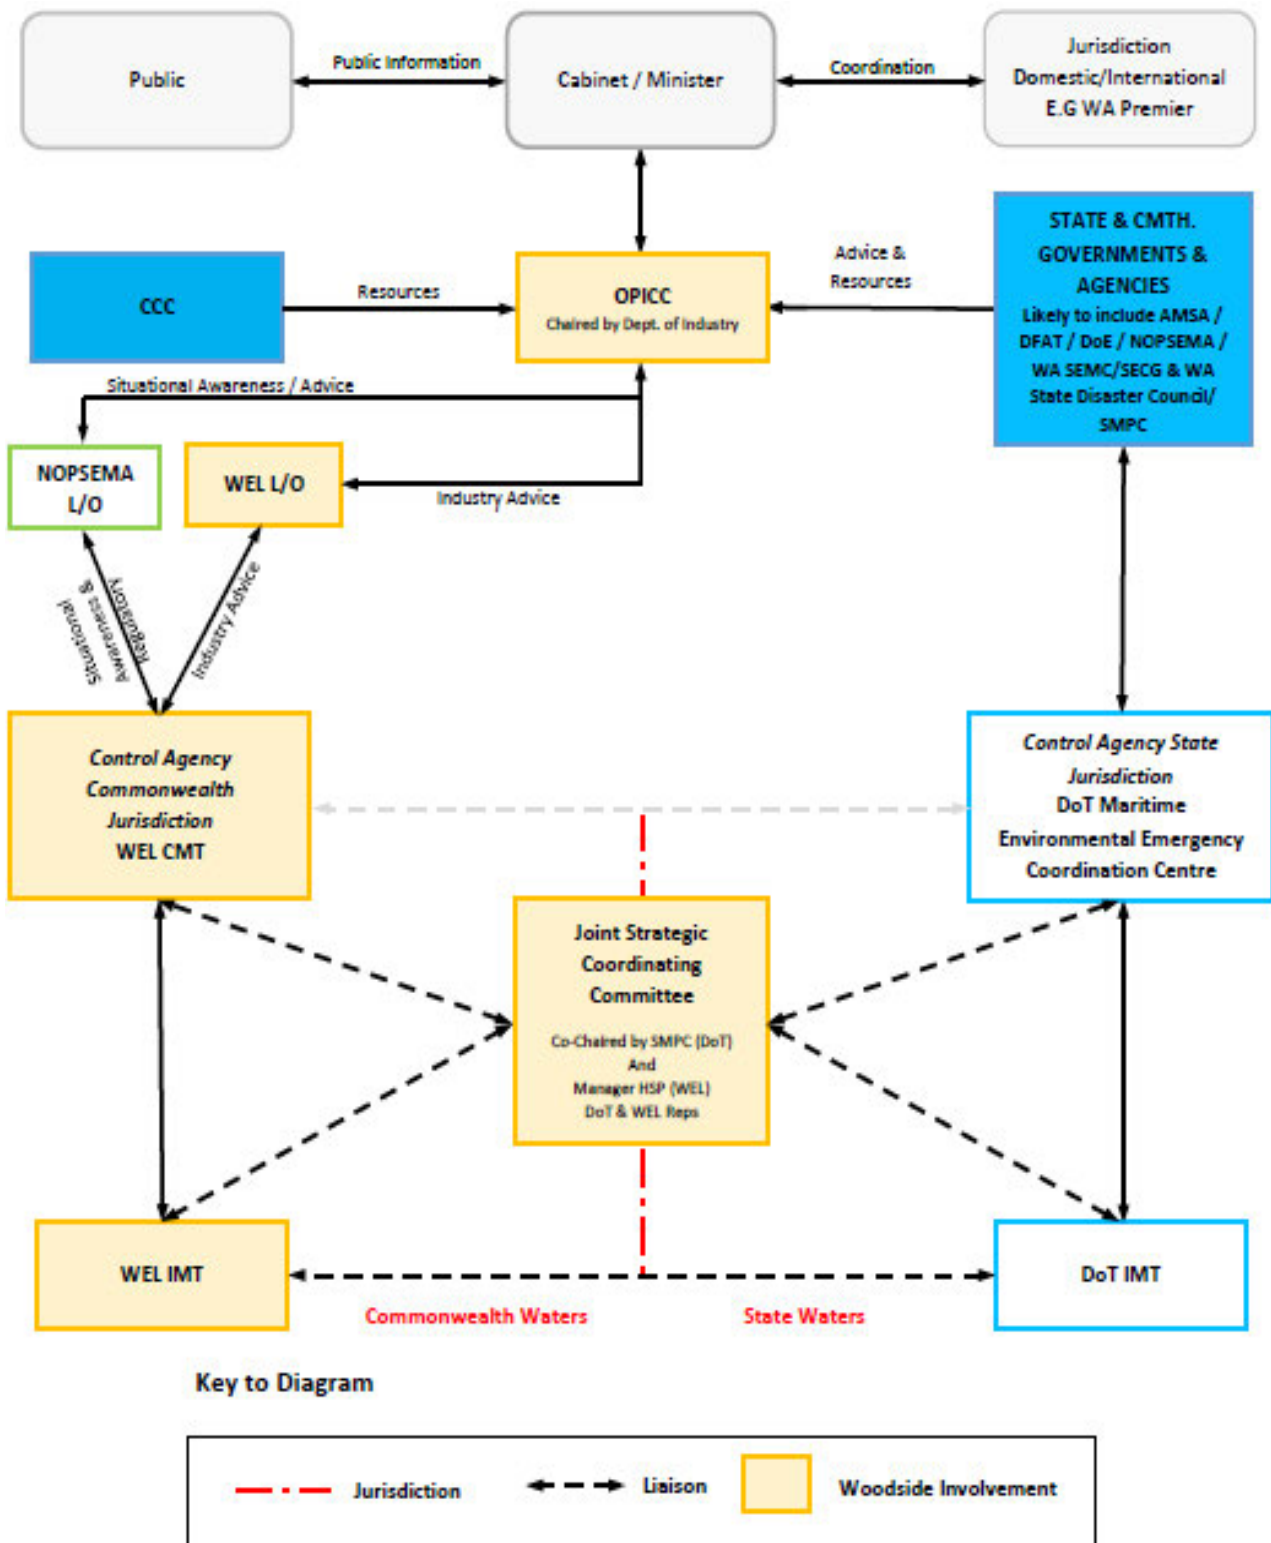 Public
Public Information
Cabinet / Minister
Coordination
Jurisdiction
Domestic/International
E.G WA Premier
CCC
Resources
OPICC
Chaired by Dept. of Industry
Advice &
Resources
STATE & CMTH.
GOVERNMENTS &
AGENCIES
Likely to include AMSA /
DFAT / DoE / NOPSEMA /
WA SEMC/SECG & WA
State Disaster Council/
SMPC
Situational Awareness / Advice
NOPSEMA
L/O
WEL L/O
Industry Advice
Situational
Awareness &
Regulatory
Industry Advice
Control Agency
Commonwealth
Jurisdiction
WEL CMT
Control Agency State
Jurisdiction
DoT Maritime
Environmental Emergency
Coordination Centre
Joint Strategic
Coordinating
Committee
Co-Chaired by SMPC (DoT)
And
Manager HSP (WEL)
DoT & WEL Reps
WEL IMT
DoT IMT
Commonwealth Waters
State Waters
Key to Diagram
Jurisdiction
Liaison
Woodside Involvement